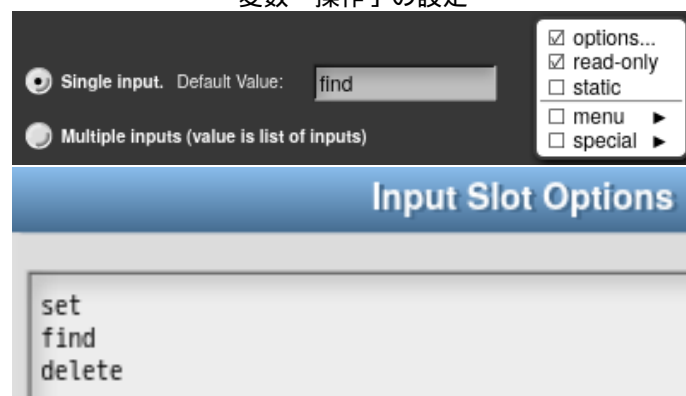 Single input. Default Value: find
Multiple inputs (value is list of inputs)
options...
read-only
static
menu
special
Input Slot Options
set
find
delete